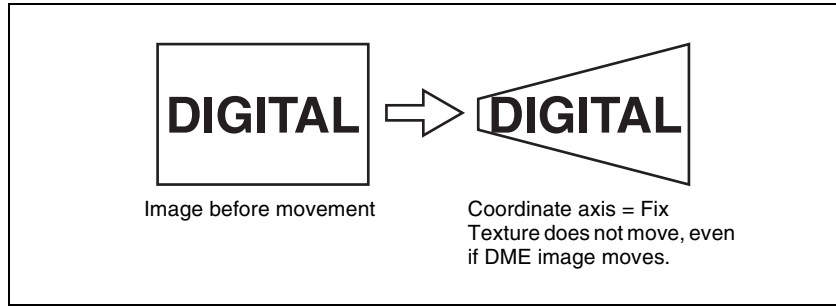 DIGITAL
DIGITAL
Image before movement
Coordinate axis = Fix
Texture does not move, even
if DME image moves.